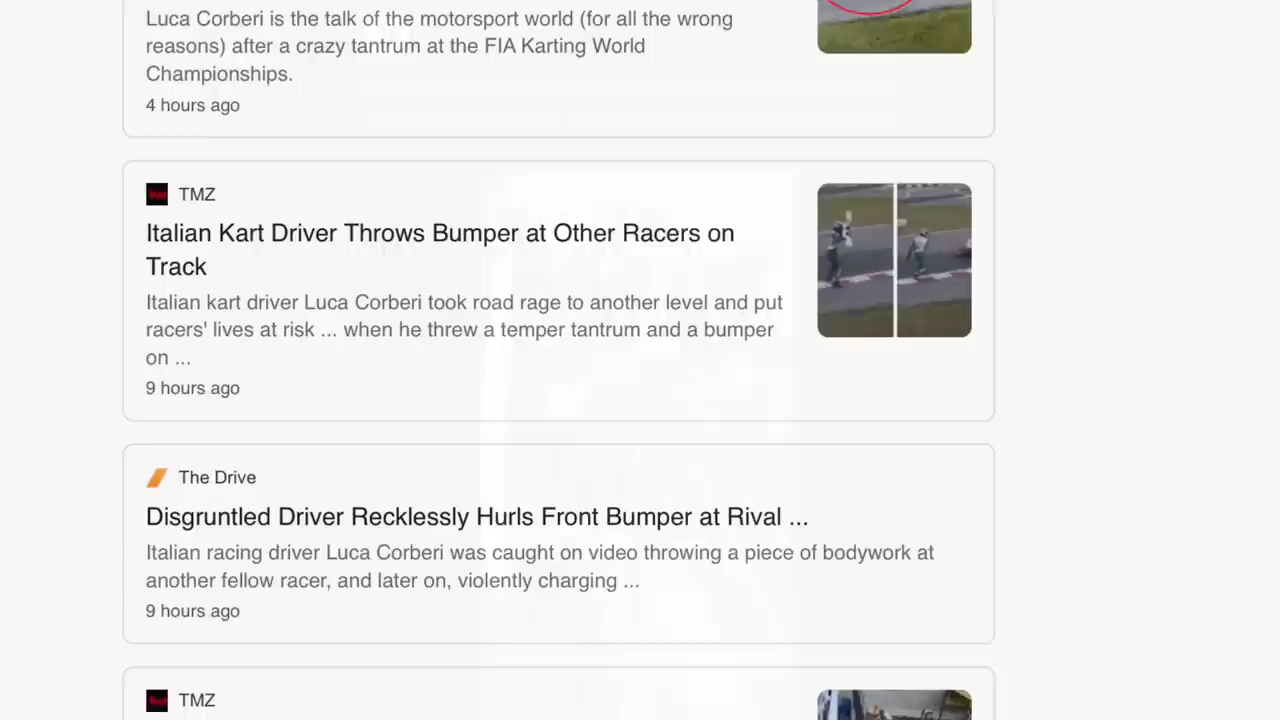 Luca Corberi is the talk of the motorsport world (for all the wrong
reasons) after a crazy tantrum at the FIA Karting World
Championships.
4 hours ago
TMZ
Italian Kart Driver Throws Bumper at Other Racers on
Track
Italian kart driver Luca Corberi took road rage to another level and put
racers' lives at risk ... when he threw a temper tantrum and a bumper
on ...
9 hours ago
The Drive
Disgruntled Driver Recklessly Hurls Front Bumper at Rival ...
Italian racing driver Luca Corberi was caught on video throwing a piece of bodywork at
another fellow racer, and later on, violently charging ...
9 hours ago
TMZ